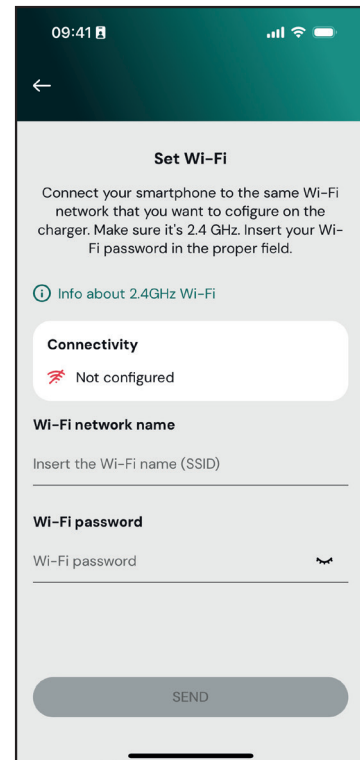 09:41
Set Wi-Fi
Connect your smartphone to the same Wi-Fi
network that you want to cofigure on the
charger. Make sure it's 2.4 GHz. Insert your Wi-
Fi password in the proper field.
Info about 2.4GHz Wi-Fi
Connectivity
Not configured
Wi-Fi network name
Insert the Wi-Fi name (SSID)
Wi-Fi password
Wi-Fi password
SEND